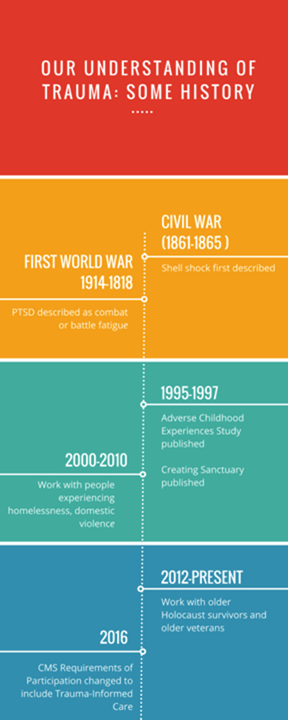 OUR UNDERSTANDING OF
TRAUMA: SOME HISTORY
CIVIL WAR
(1861-1865 )
Shell shock first described
FIRST WORLD WAR
1914-1818
PTSD described as combat
or battle fatigue
1995-1997
Adverse Childhood
Experiences Study
published
Creating Sanctuary
published
2000-2010
Work with people
experiencing
homelessness, domestic
violence
2012-PRESENT
Work with older
Holocaust survivors and
older veterans
2016
CMS Requirements of
Participation changed to
include Trauma-Informed
Care